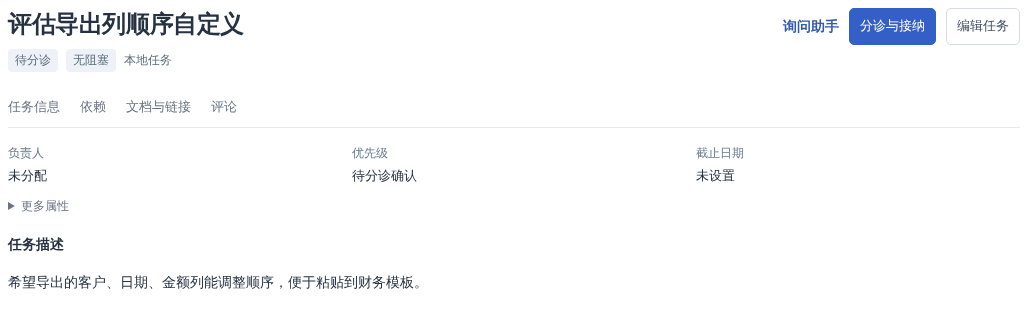 评估导出列顺序自定义
询问助手 分诊与接纳 编辑任务
待分诊 无阻塞 本地任务
任务信息 依赖 文档与链接 评论
负责人 优先级 截止日期
未分配 待分诊确认 未设置
更多属性
任务描述
希望导出的客户、日期、金额列能调整顺序，便于粘贴到财务模板。